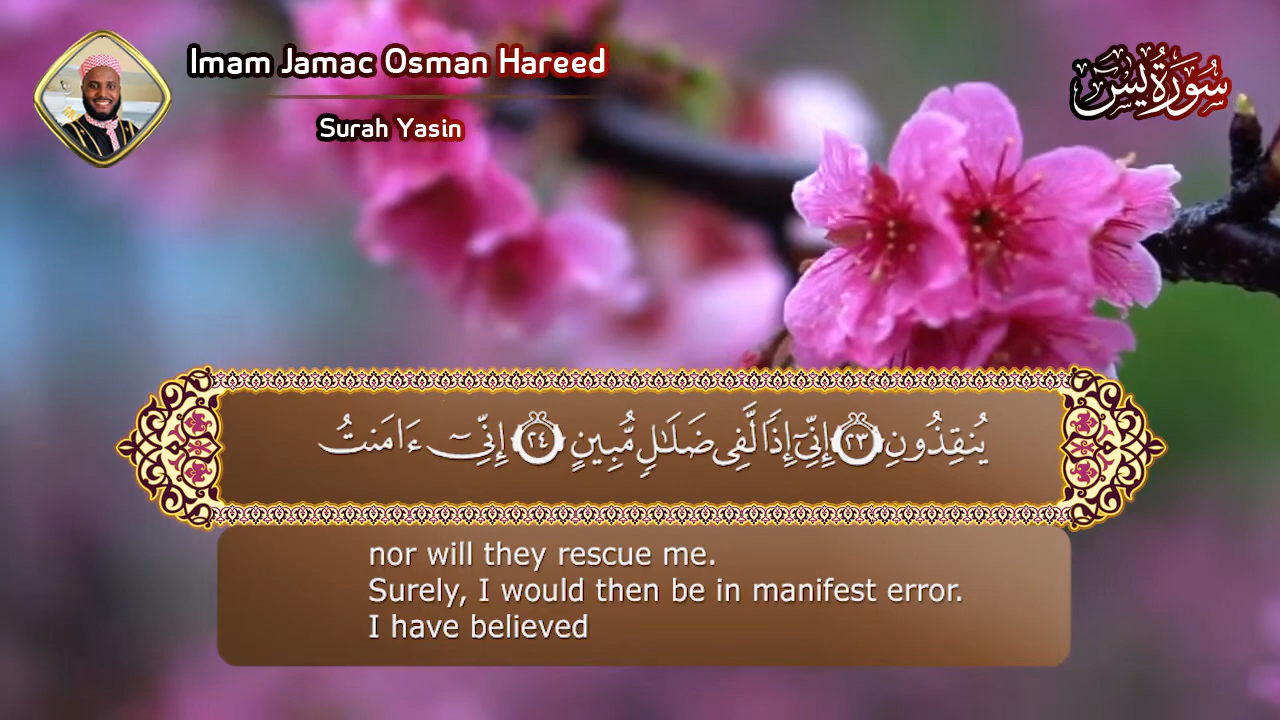 Imam Jamac Osman Hareed
Surah Yasin
سُورَةُ يسٓ
يُنقِذُونِ ٢٣ إِنِّيٓ إِذًا لَّفِى ضَلَـٰلٍ مُّبِينٍ ٢٤ إِنِّىٓ ءَامَنتُ
nor will they rescue me.
Surely, I would then be in manifest error.
I have believed